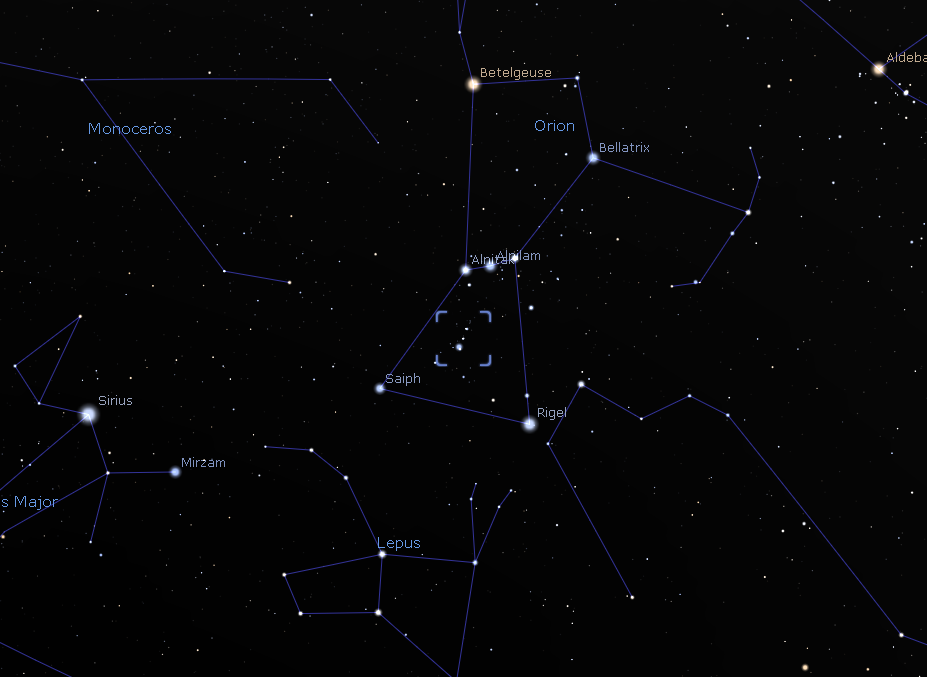 Aldeba
Betelgeuse
Monoceros
Orion
Bellatrix
Alnitak
Alnilam
Saiph
Sirius
Rigel
Mirzam
s Major
Lepus